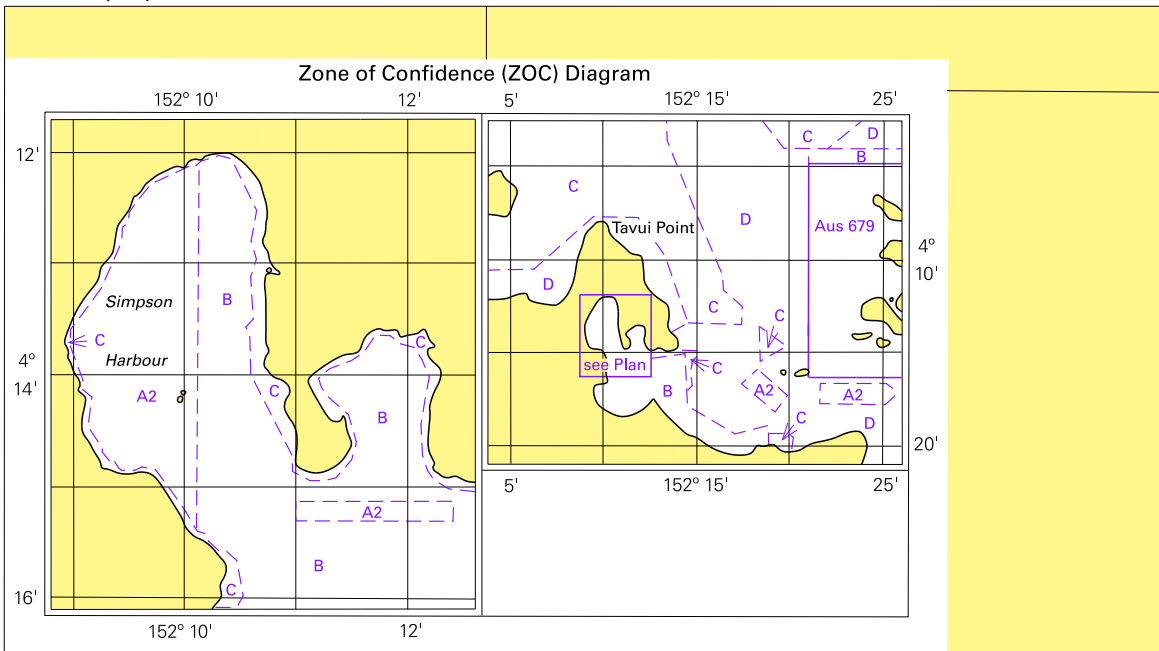 Zone of Confidence (ZOC) Diagram
152° 10' 12'
12'
Simpson
B
C
Harbour
C
4°
14'
A2
C
B
A2
B
C
16'
152° 10' 12'
5' 152° 15' 25'
C D
B
C
D
Tavui Point
Aus 679
4°
10'
D
C
C
see Plan
C
B
A2
A2
C
D
20'
5' 152° 15' 25'